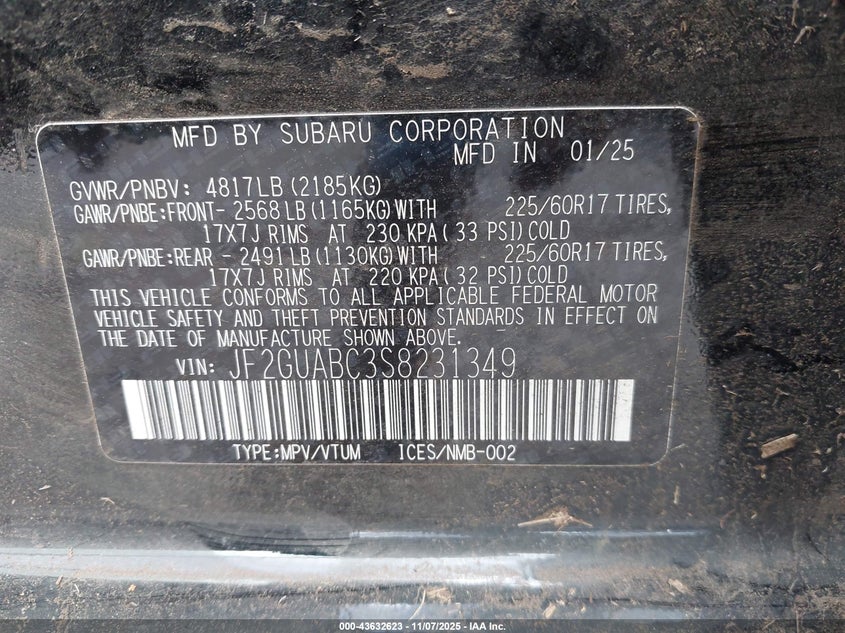 MFD BY SUBARU CORPORATION
MFD IN 01/25
GVWR/PNBV: 4817LB (2185KG)
GAWR/PNBE:FRONT- 2568 LB (1165KG) WITH 225/60R17 TIRES,
17X7J RIMS AT 230 KPA ( 33 PSI) COLD
GAWR/PNBE:REAR - 2491 LB (1130KG) WITH 225/60R17 TIRES,
17X7J RIMS AT 220 KPA ( 32 PSI) COLD
THIS VEHICLE CONFORMS TO ALL APPLICABLE FEDERAL MOTOR
VEHICLE SAFETY AND THEFT PREVENTION STANDARDS IN EFFECT ON
THE DATE OF MANUFACTURE SHOWN ABOVE.
VIN: JF2GUABC3S8231349
TYPE:MPV/VTUM ICES/NMB-002
000-43632623 - 11/07/2025 - IAA Inc.